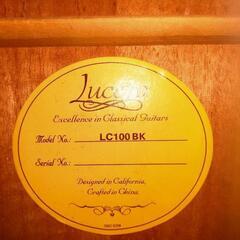 Lucero
Excellence in Classical Guitars
Model No.: LC100 BK
Serial No.:
Designed in California,
Crafted in China.